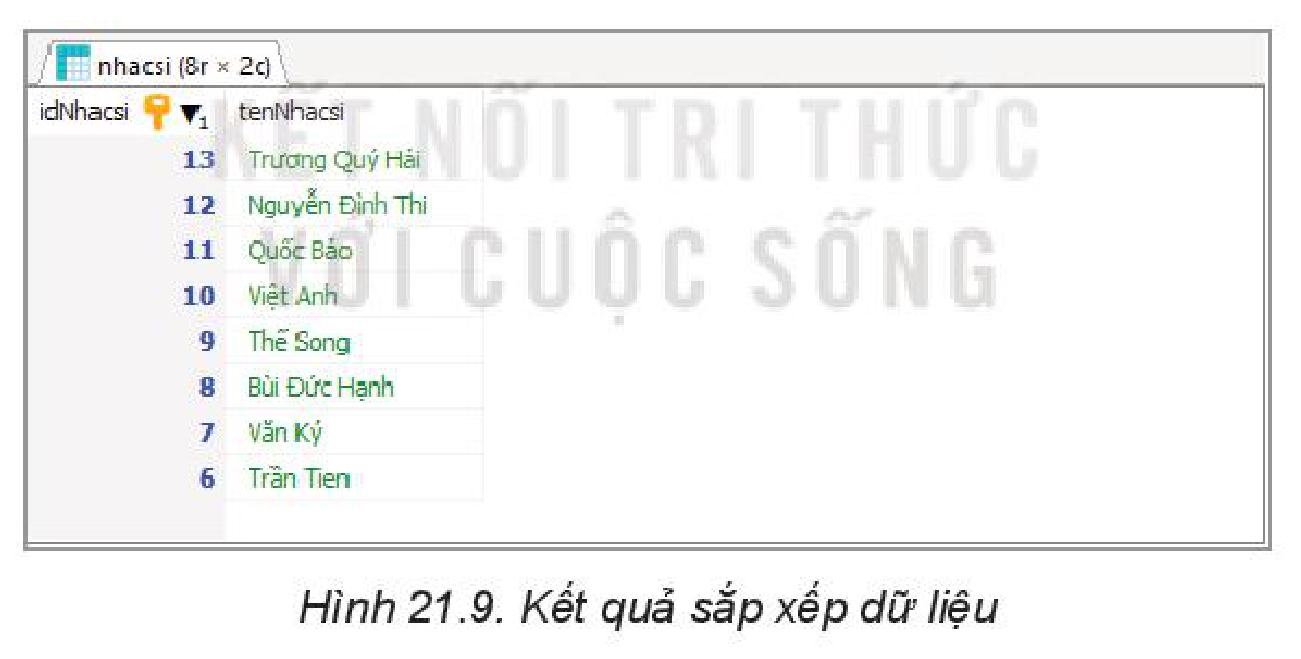 nhacsi (8r × 2c)
idNhacsi 1 tenNhacsi
13 Trương Quý Hải
12 Nguyễn Đình Thi
11 Quốc Bảo
10 Việt Anh
9 Thế Song
8 Bùi Đức Hạnh
7 Văn Ký
6 Trần Tien
KẾT NỐI TRI THỨC
VỚI CUỘC SỐNG
Hình 21.9. Kết quả sắp xếp dữ liệu